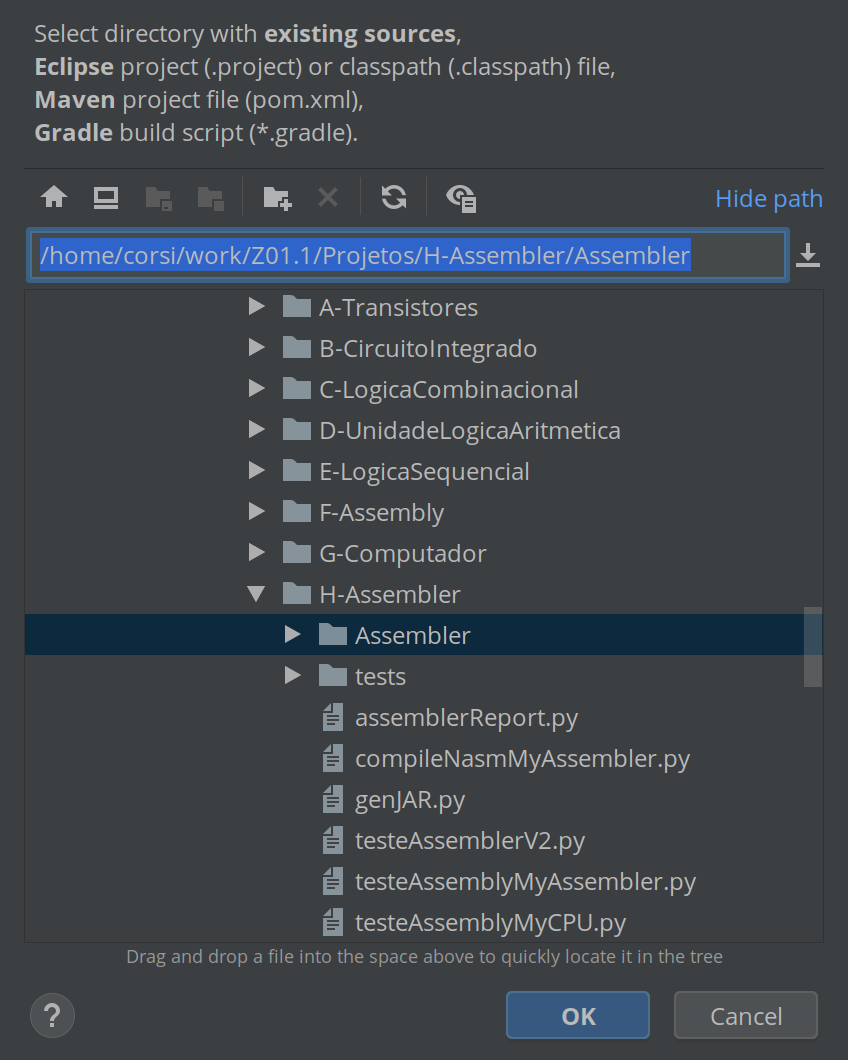 Select directory with existing sources,
Eclipse project (.project) or classpath (.classpath) file,
Maven project file (pom.xml),
Gradle build script (*.gradle).
Hide path
/home/corsi/work/Z01.1/Projetos/H-Assembler/Assembler
A-Transistores
B-CircuitoIntegrado
C-LogicaCombinacional
D-UnidadeLogicaAritmetica
E-LogicaSequencial
F-Assembly
G-Computador
H-Assembler
Assembler
tests
assemblerReport.py
compileNasmMyAssembler.py
genJAR.py
testeAssemblerV2.py
testeAssemblyMyAssembler.py
testeAssemblyMyCPU.py
Drag and drop a file into the space above to quickly locate it in the tree
? OK Cancel